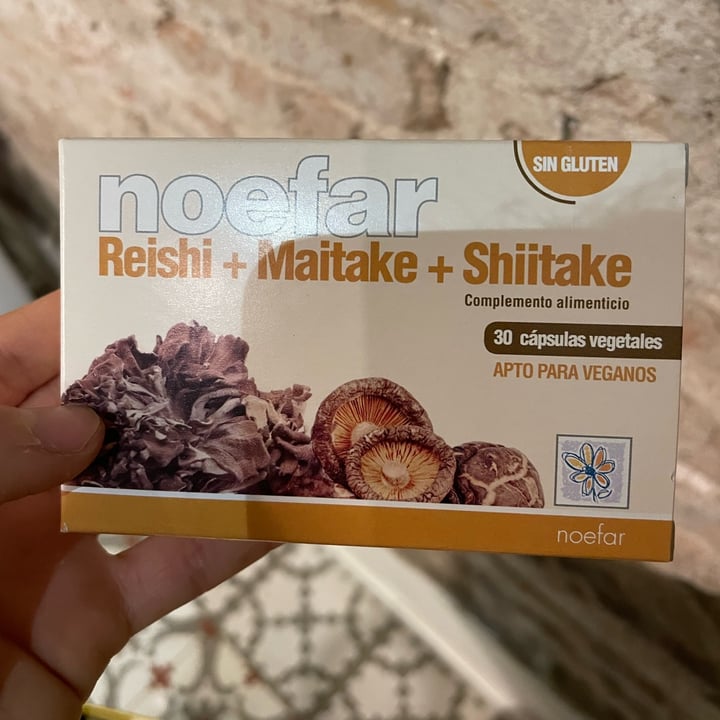 SIN GLUTEN
noefar
Reishi + Maitake + Shiitake
Complemento alimenticio
30 cápsulas vegetales
APTO PARA VEGANOS
noefar